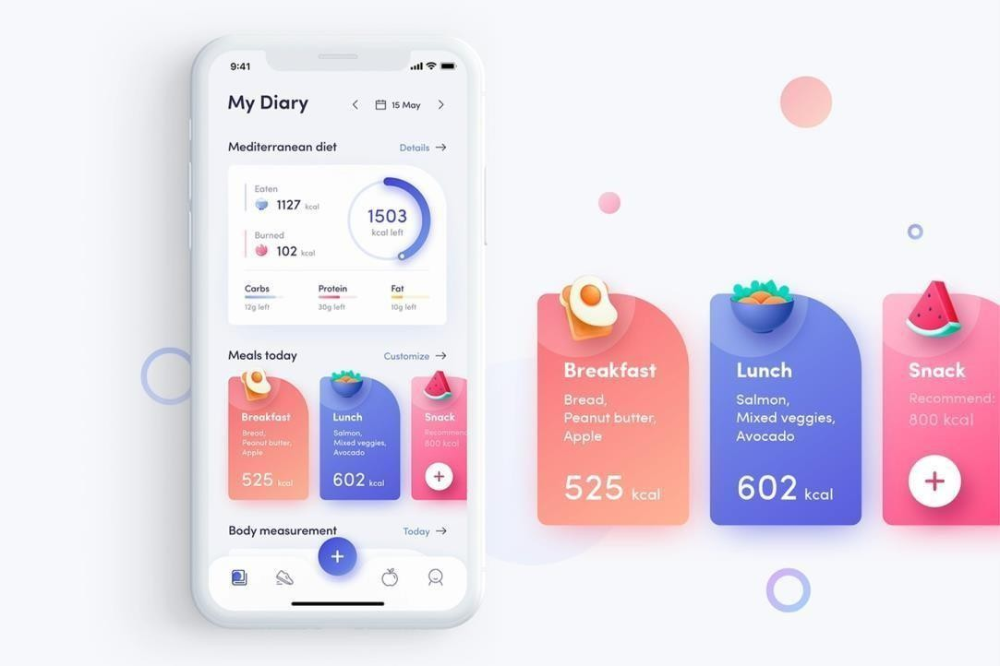 9:41
My Diary
15 May
Mediterranean diet
Details
Eaten
1127 kcal
Burned
102 kcal
1503
kcal left
Carbs
Protein
Fat
12g left
30g left
10g left
Meals today
Customize
Breakfast
Bread,
Peanut butter,
Apple
525 kcal
Lunch
Salmon,
Mixed veggies,
Avocado
602 kcal
Snack
Recommend
800 kcal
Body measurement
Today
Breakfast
Bread,
Peanut butter,
Apple
525 kcal
Lunch
Salmon,
Mixed veggies,
Avocado
602 kcal
Snack
Recommend:
800 kcal